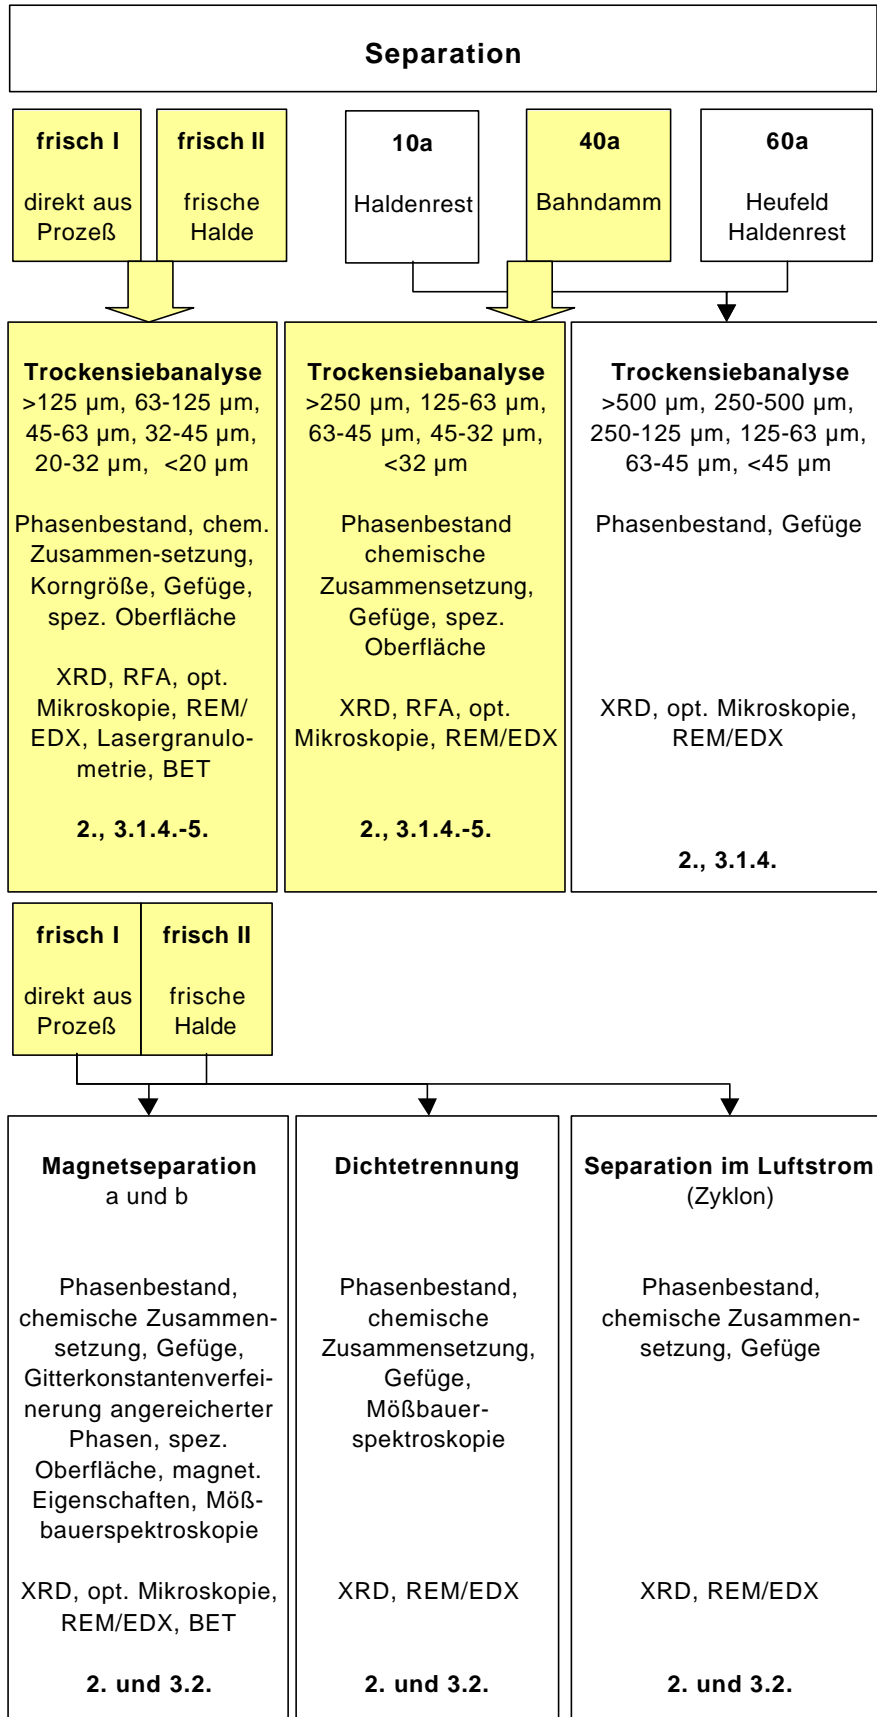 Separation
frisch I
direkt aus
Prozeß
frisch II
frische
Halde
10a
Haldenrest
40a
Bahndamm
60a
Heufeld
Haldenrest
Trockensiebanalyse
>125 µm, 63-125 µm,
45-63 µm, 32-45 µm,
20-32 µm, <20 µm
Phasenbestand, chem.
Zusammen-setzung,
Korngröße, Gefüge,
spez. Oberfläche
XRD, RFA, opt.
Mikroskopie, REM/
EDX, Lasergranulo-
metrie, BET
2., 3.1.4.-5.
Trockensiebanalyse
>250 µm, 125-63 µm,
63-45 µm, 45-32 µm,
<32 µm
Phasenbestand
chemische
Zusammensetzung,
Gefüge, spez.
Oberfläche
XRD, RFA, opt.
Mikroskopie, REM/EDX
2., 3.1.4.-5.
Trockensiebanalyse
>500 µm, 250-500 µm,
250-125 µm, 125-63 µm,
63-45 µm, <45 µm
Phasenbestand, Gefüge
XRD, opt. Mikroskopie,
REM/EDX
2., 3.1.4.
frisch I
direkt aus
Prozeß
frisch II
frische
Halde
Magnetseparation
a und b
Phasenbestand,
chemische Zusammen-
setzung, Gefüge,
Gitterkonstantenverfei-
nerung angereicherter
Phasen, spez.
Oberfläche, magnet.
Eigenschaften, Möß-
bauerspektroskopie
XRD, opt. Mikroskopie,
REM/EDX, BET
2. und 3.2.
Dichtetrennung
Phasenbestand,
chemische
Zusammensetzung,
Gefüge,
Mößbauer-
spektroskopie
XRD, REM/EDX
2. und 3.2.
Separation im Luftstrom
(Zyklon)
Phasenbestand,
chemische Zusammen-
setzung, Gefüge
XRD, REM/EDX
2. und 3.2.